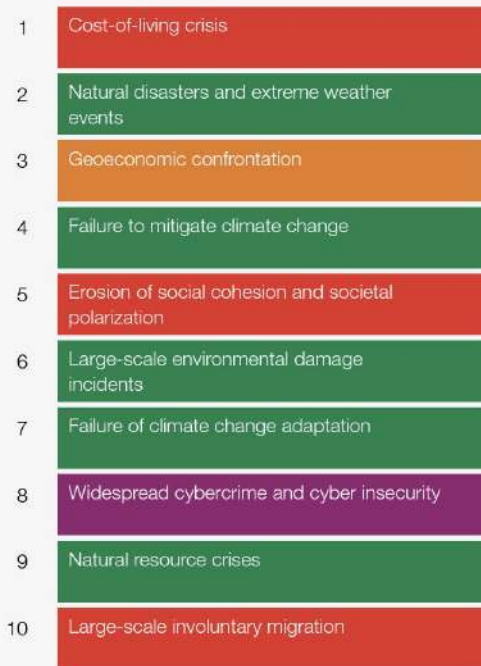 1 Cost-of-living crisis
2 Natural disasters and extreme weather
events
3 Geoeconomic confrontation
4 Failure to mitigate climate change
5 Erosion of social cohesion and societal
polarization
6 Large-scale environmental damage
incidents
7 Failure of climate change adaptation
8 Widespread cybercrime and cyber insecurity
9 Natural resource crises
10 Large-scale involuntary migration